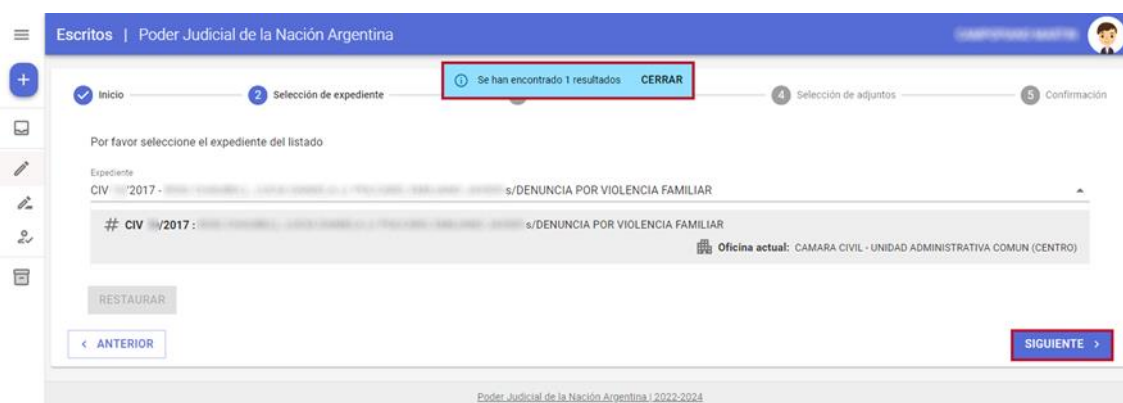 Escritos | Poder Judicial de la Nación Argentina
Se han encontrado 1 resultados CERRAR
Inicio 2 Selección de expediente 4 Selección de adjuntos 5 Confirmación
Por favor seleccione el expediente del listado
Expediente
CIV /2017 - s/DENUNCIA POR VIOLENCIA FAMILIAR
# CIV /2017 : s/DENUNCIA POR VIOLENCIA FAMILIAR
Oficina actual: CAMARA CIVIL - UNIDAD ADMINISTRATIVA COMUN (CENTRO)
RESTAURAR
< ANTERIOR SIGUIENTE >
Poder Judicial de la Nación Argentina | 2022-2024